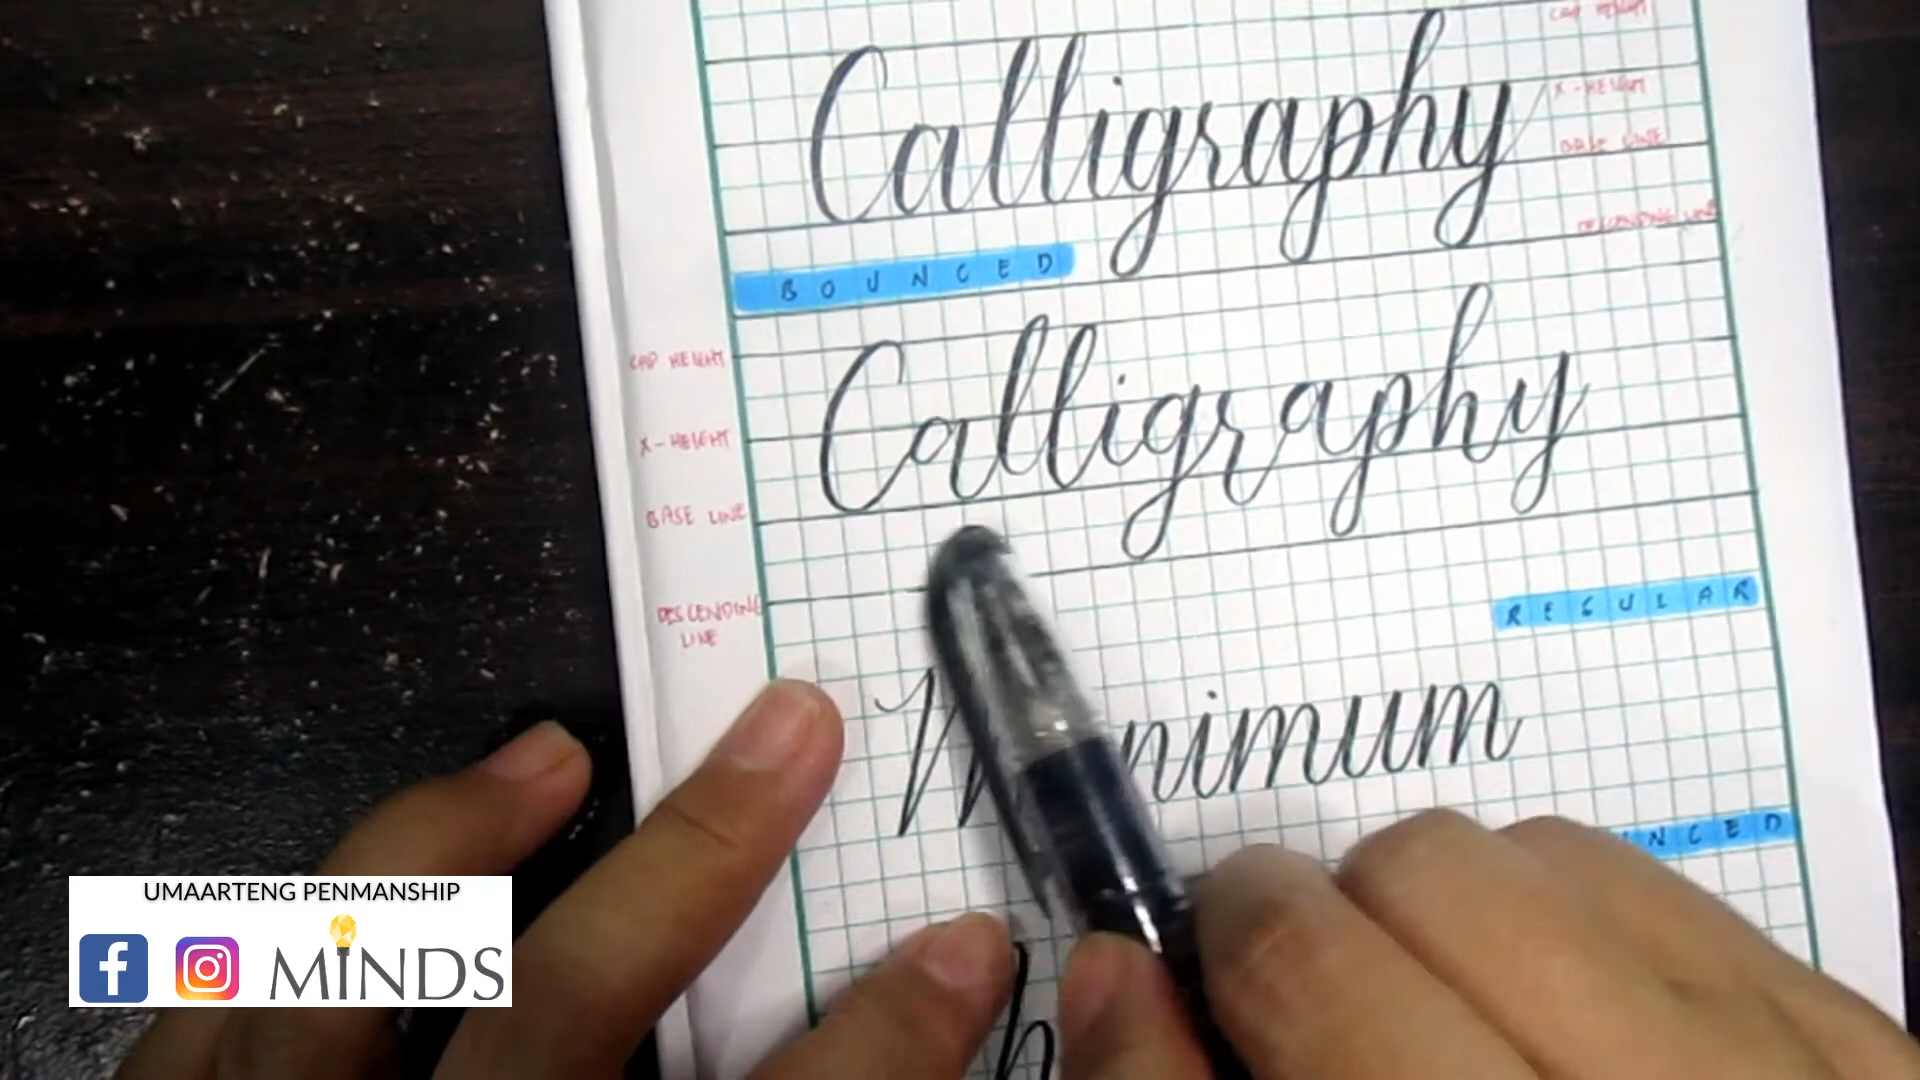 CAP HEIGHT
Calligraphy
X-HEIGHT
BASE LINE
DESCENDING LINE
BOUNCED
CAP HEIGHT
Calligraphy
X-HEIGHT
BASE LINE
DESCENDING
LINE
REGULAR
nimum
NCED
UMAARTENG PENMANSHIP
MINDS